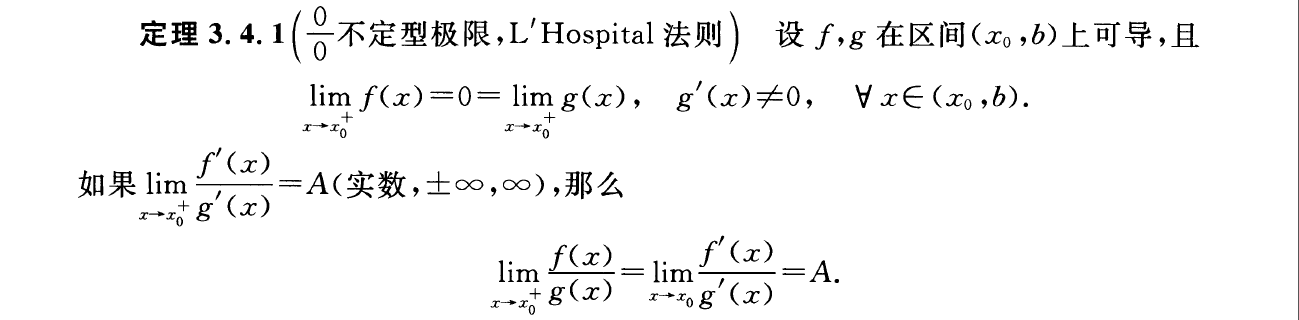 定理 3.4.1(0/0 不定型极限,L′Hospital 法则) 设 f,g 在区间(x₀,b)上可导,且
lim_{x→x₀⁺} f(x)=0=lim_{x→x₀⁺} g(x), g′(x)≠0, ∀ x∈(x₀,b).
如果 lim_{x→x₀⁺} f′(x)/g′(x)=A(实数,±∞,∞),那么
lim_{x→x₀⁺} f(x)/g(x)=lim_{x→x₀} f′(x)/g′(x)=A.